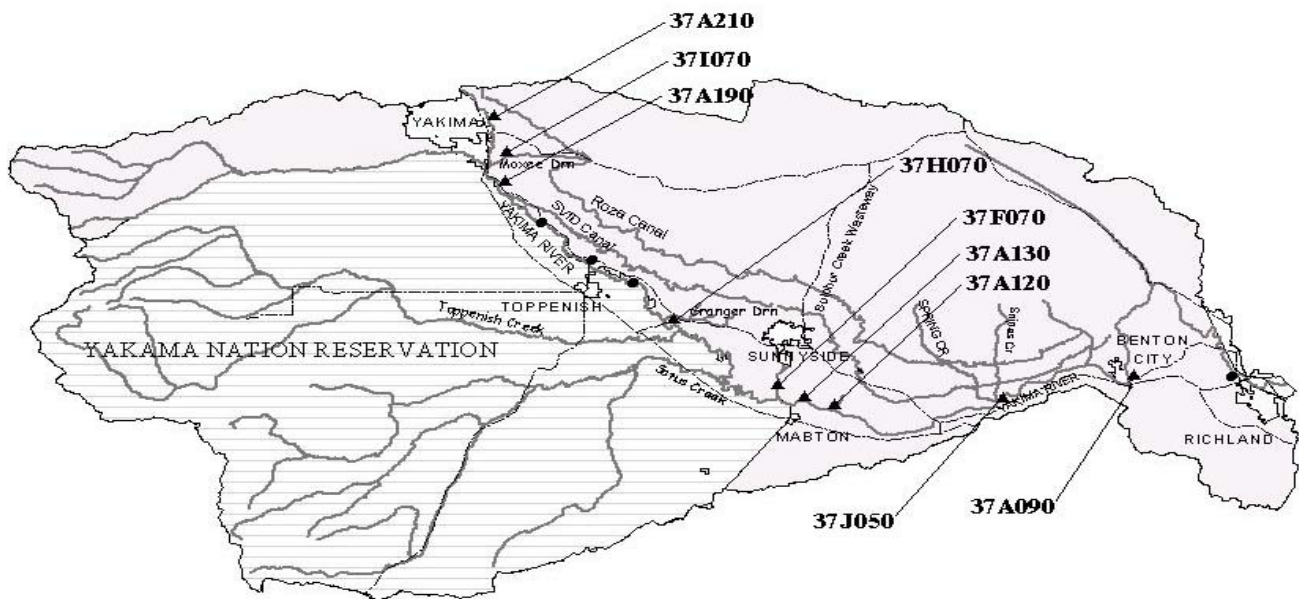 37A210
37I070
37A190
YAKIMA
Moxee Drn
37H070
Roza Canal
SVID Canal
YAKIMA RIVER
Sulphur Creek Wasteway
37F070
37A130
37A120
TOPPENISH
Granger Drn
Toppenish Creek
SPRING CR
Snipes Cr
YAKAMA NATION RESERVATION
SUNNYSIDE
BENTON
CITY
Satus Creek
YAKIMA RIVER
MABTON
RICHLAND
37J050
37A090